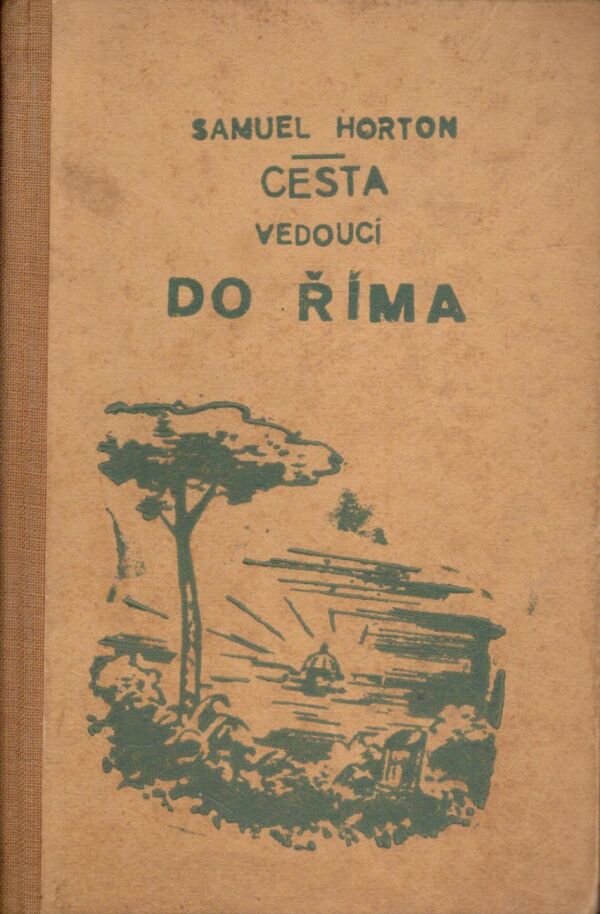 SAMUEL HORTON
CESTA
VEDOUCÍ
DO ŘÍMA